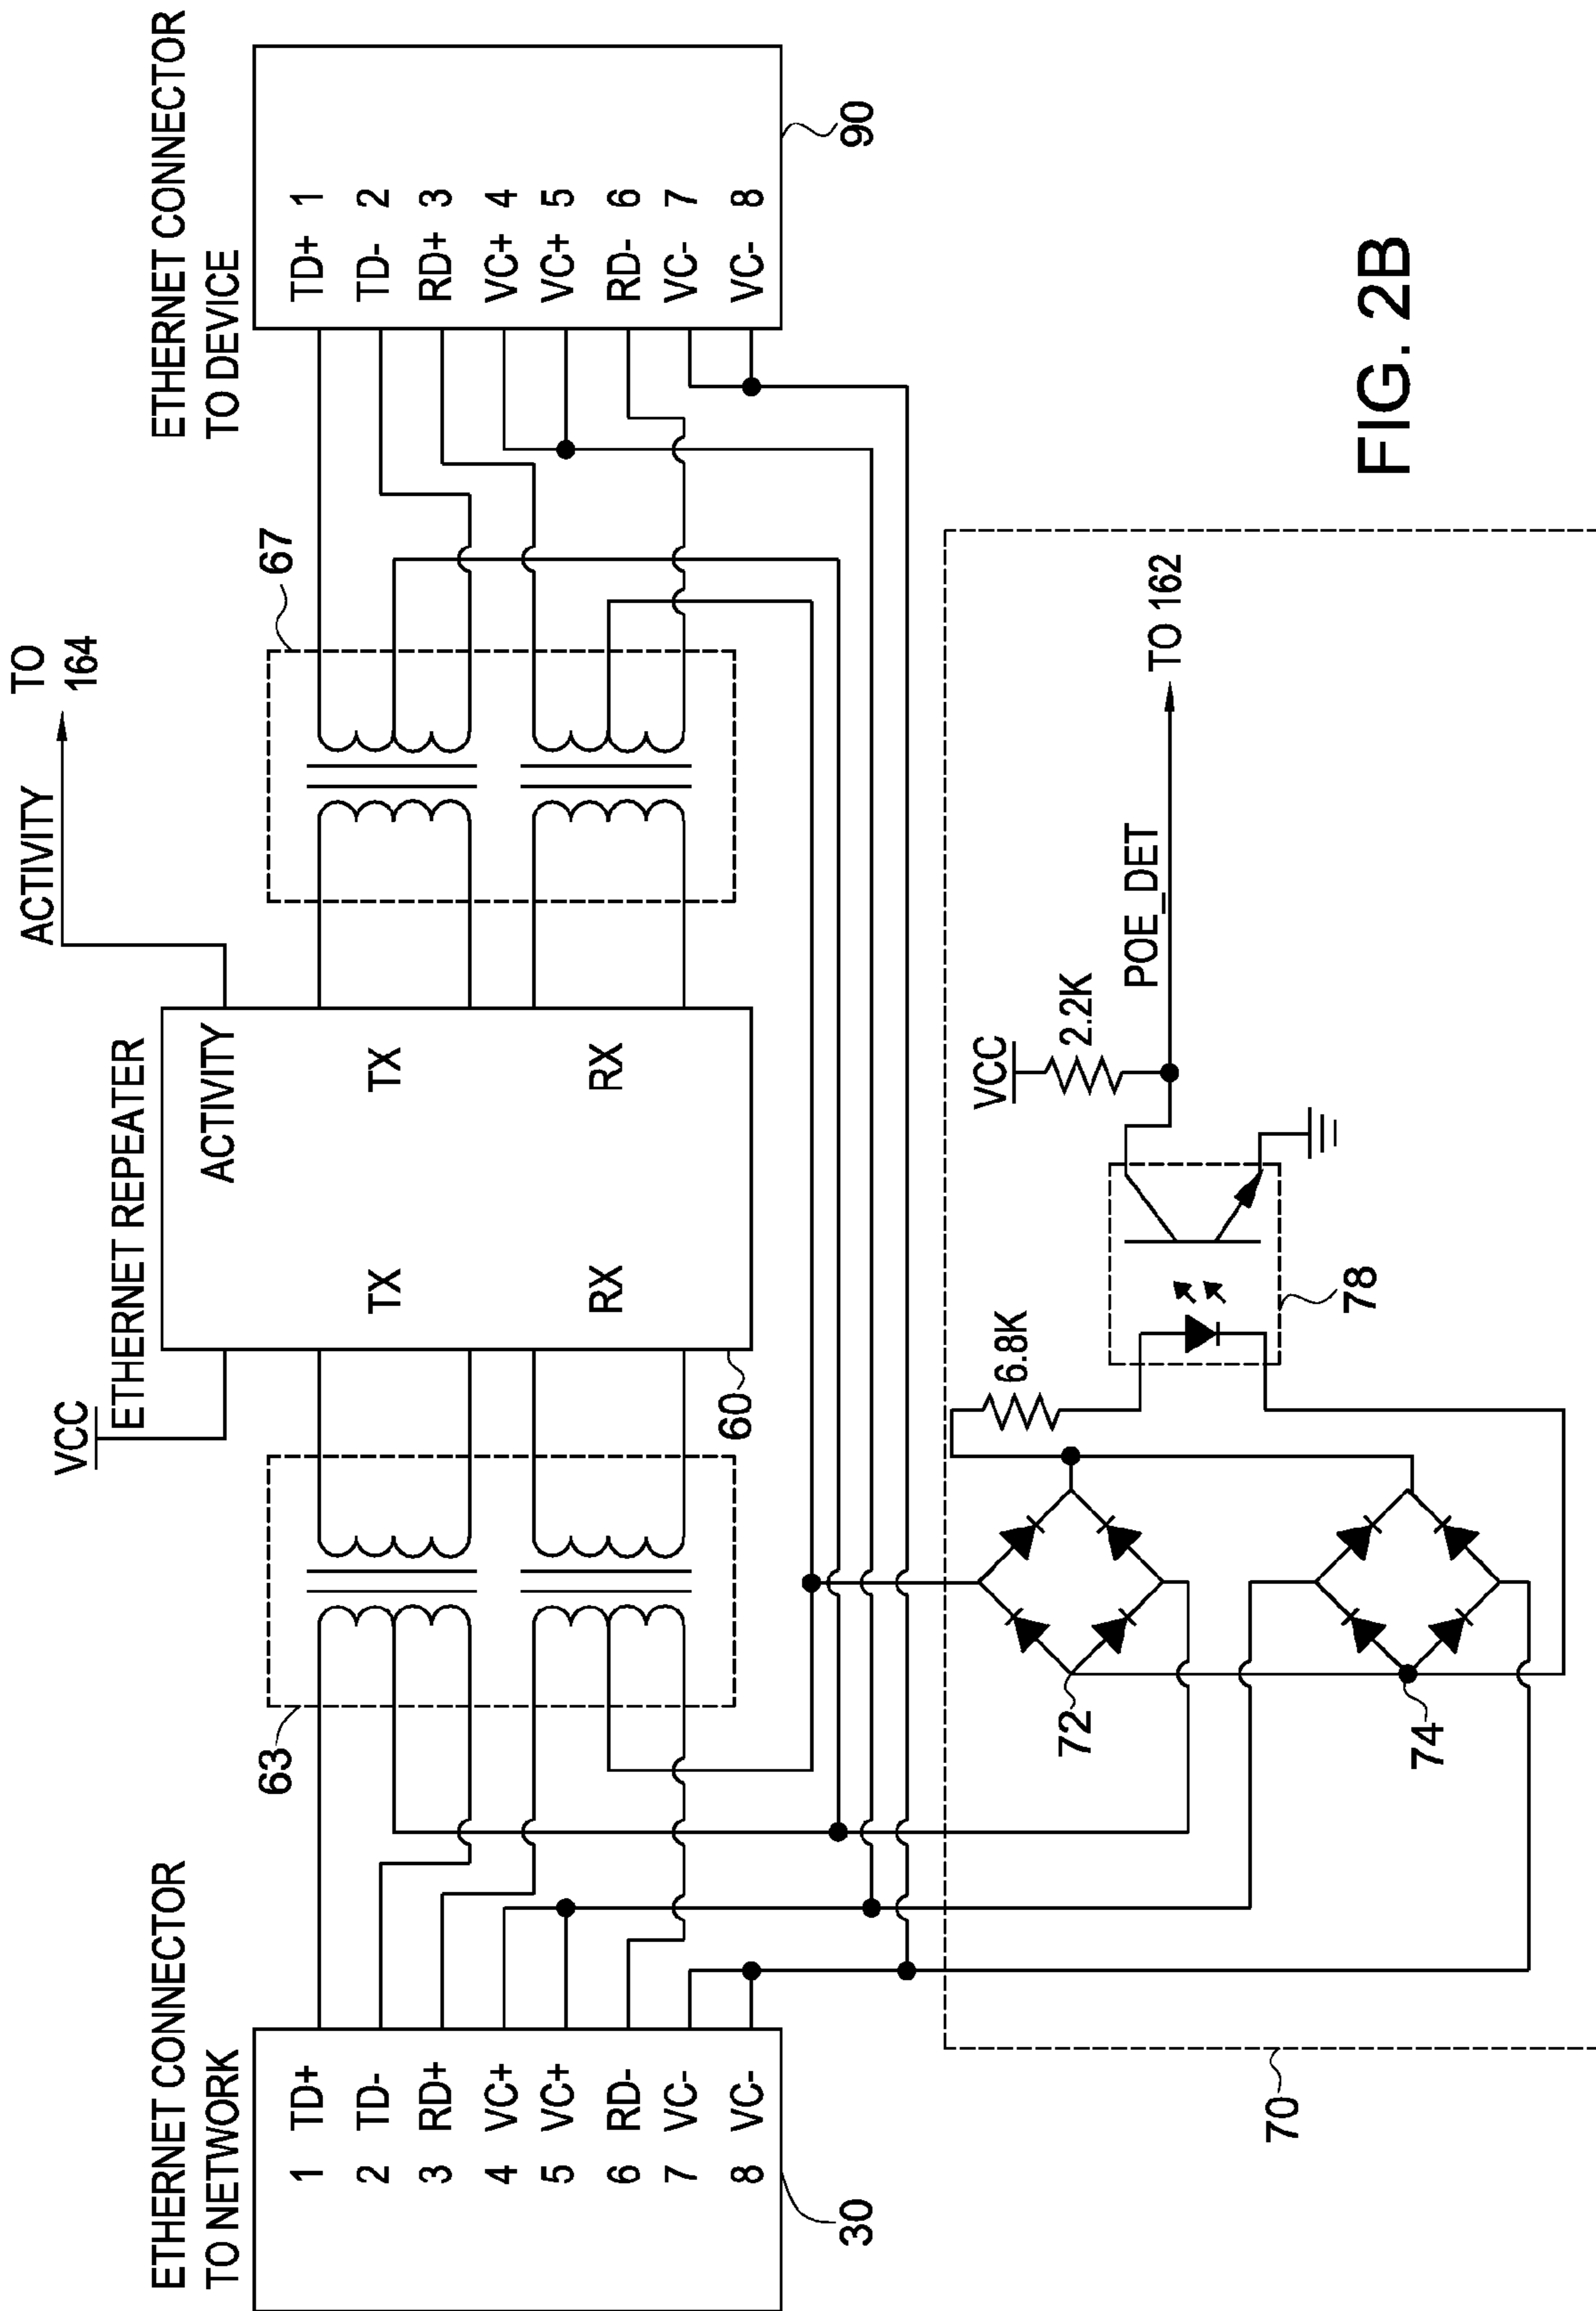 ETHERNET CONNECTOR
TO NETWORK
1 TD+
2 TD-
3 RD+
4 VC+
5 VC+
6 RD-
7 VC-
8 VC-
30
63
VCC
ETHERNET REPEATER
ACTIVITY
TX TX
RX RX
60
ACTIVITY
TO
164
67
ETHERNET CONNECTOR
TO DEVICE
TD+ 1
TD- 2
RD+ 3
VC+ 4
VC+ 5
RD- 6
VC- 7
VC- 8
90
70
72
74
6.8K
78
VCC
2.2K
POE_DET
TO 162
FIG. 2B